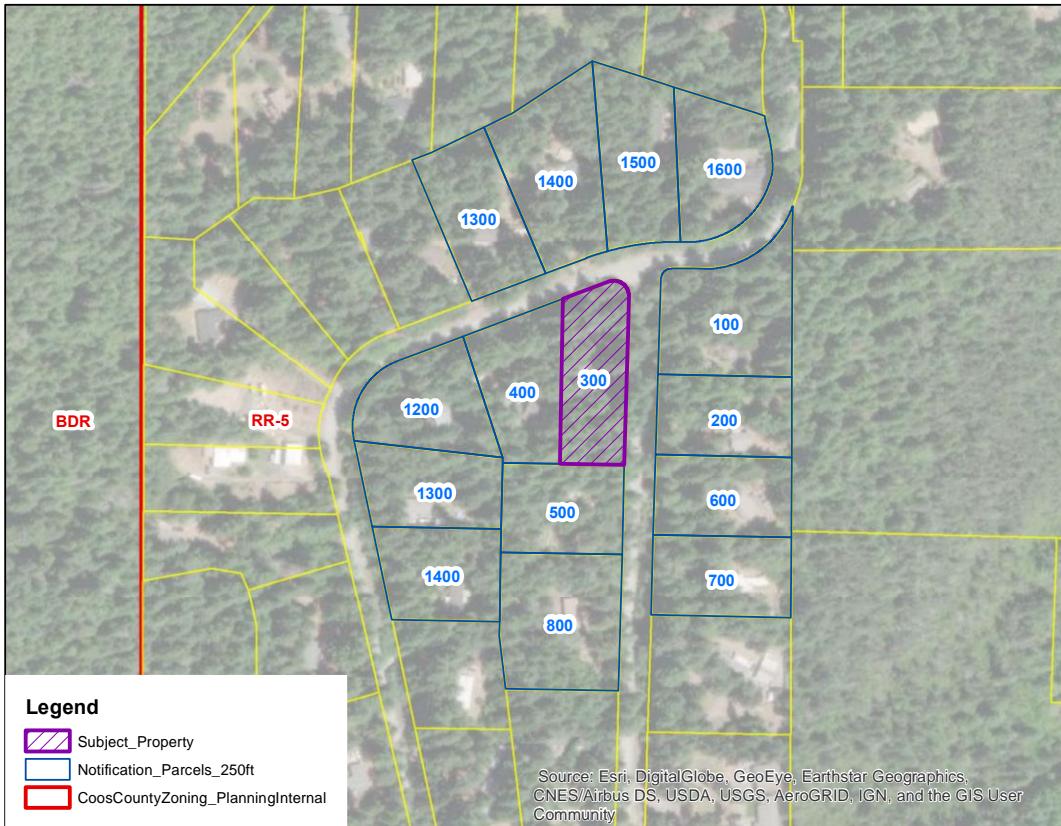 1500
1600
1400
1300
100
300
400
1200
200
BDR
RR-5
1300
500
600
1400
700
800
Legend
Subject_Property
Notification_Parcels_250ft
CoosCountyZoning_PlanningInternal
Source: Esri, DigitalGlobe, GeoEye, Earthstar Geographics,
CNES/Airbus DS, USDA, USGS, AeroGRID, IGN, and the GIS User
Community